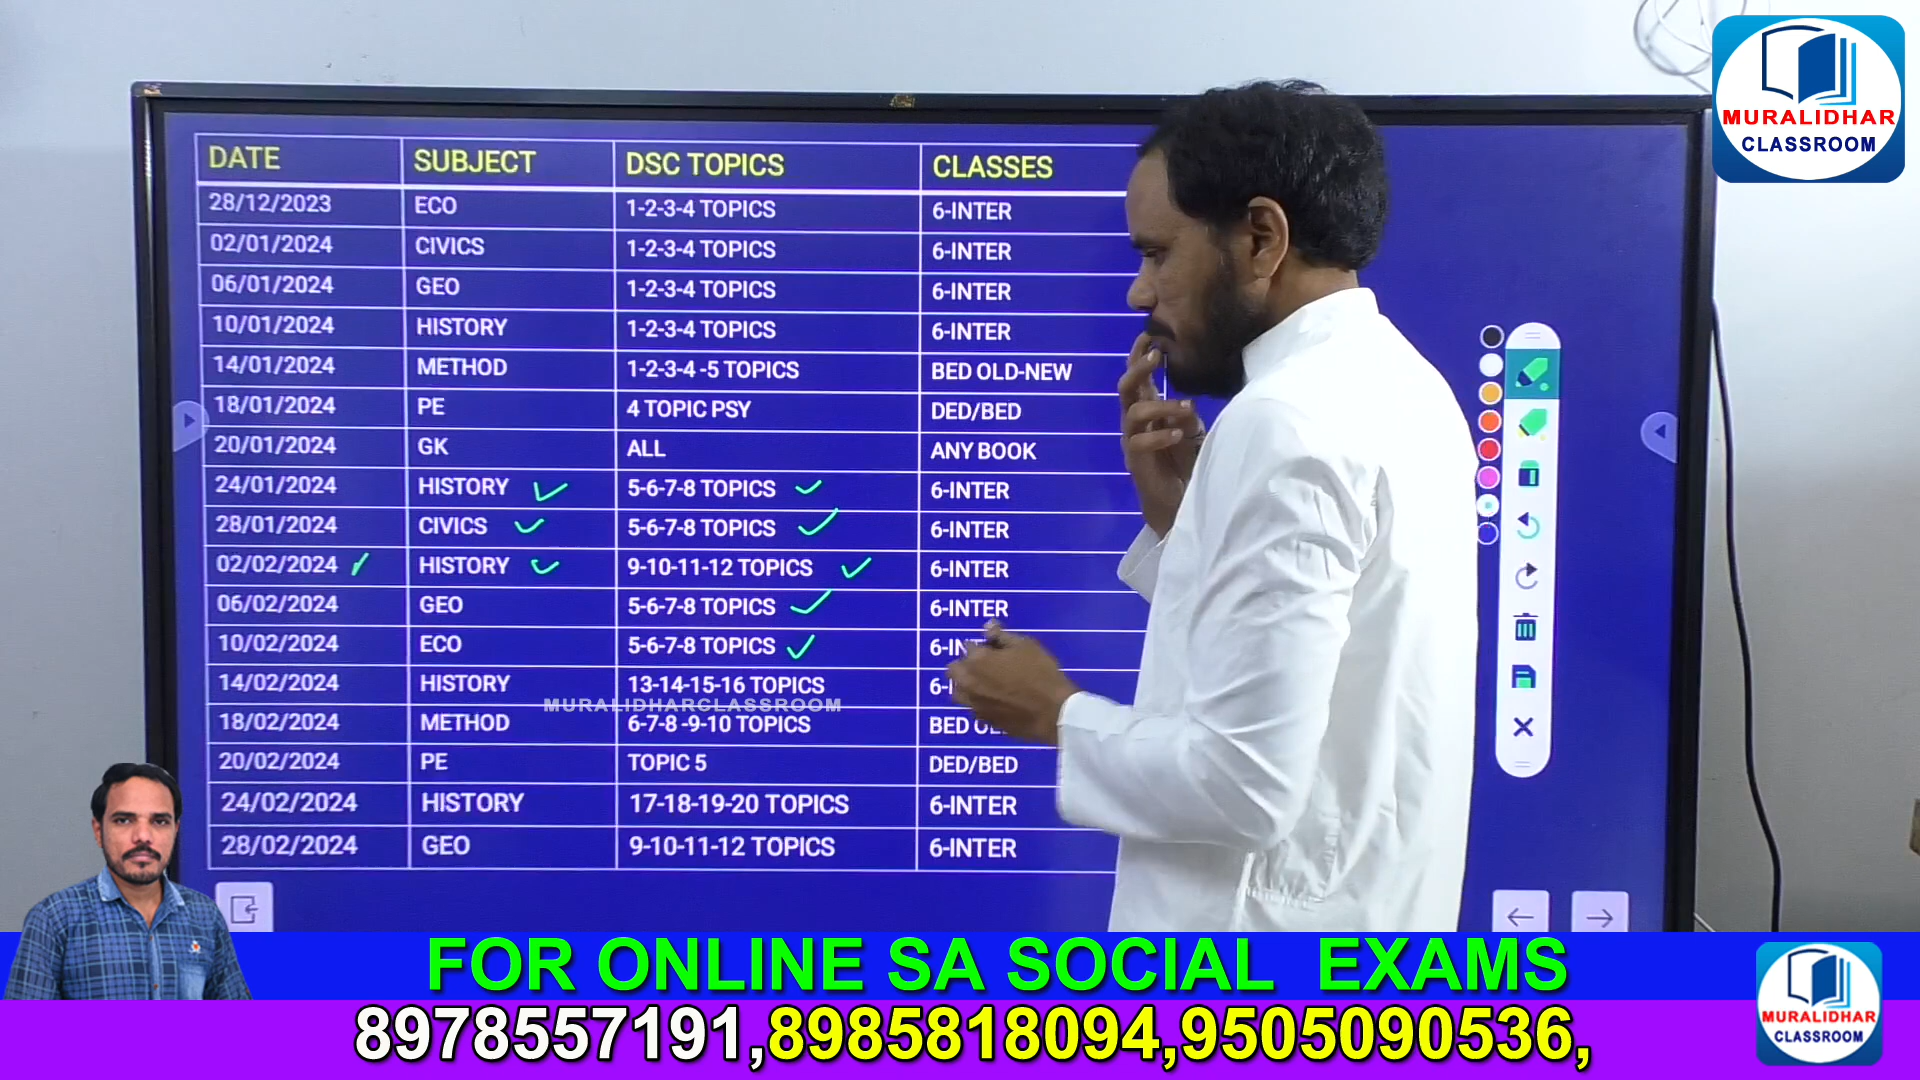 MURALIDHAR
CLASSROOM
DATE SUBJECT DSC TOPICS CLASSES
28/12/2023 ECO 1-2-3-4 TOPICS 6-INTER
02/01/2024 CIVICS 1-2-3-4 TOPICS 6-INTER
06/01/2024 GEO 1-2-3-4 TOPICS 6-INTER
10/01/2024 HISTORY 1-2-3-4 TOPICS 6-INTER
14/01/2024 METHOD 1-2-3-4 -5 TOPICS BED OLD-NEW
18/01/2024 PE 4 TOPIC PSY DED/BED
20/01/2024 GK ALL ANY BOOK
24/01/2024 HISTORY 5-6-7-8 TOPICS 6-INTER
28/01/2024 CIVICS 5-6-7-8 TOPICS 6-INTER
02/02/2024 HISTORY 9-10-11-12 TOPICS 6-INTER
06/02/2024 GEO 5-6-7-8 TOPICS 6-INTER
10/02/2024 ECO 5-6-7-8 TOPICS
14/02/2024 HISTORY 13-14-15-16 TOPICS
MURALIDHARCLASSROOM
18/02/2024 METHOD 6-7-8 -9-10 TOPICS BED
20/02/2024 PE TOPIC 5 DED/BED
24/02/2024 HISTORY 17-18-19-20 TOPICS 6-INTER
28/02/2024 GEO 9-10-11-12 TOPICS 6-INTER
FOR ONLINE SA SOCIAL EXAMS
8978557191,8985818094,9505090536,
MURALIDHAR
CLASSROOM